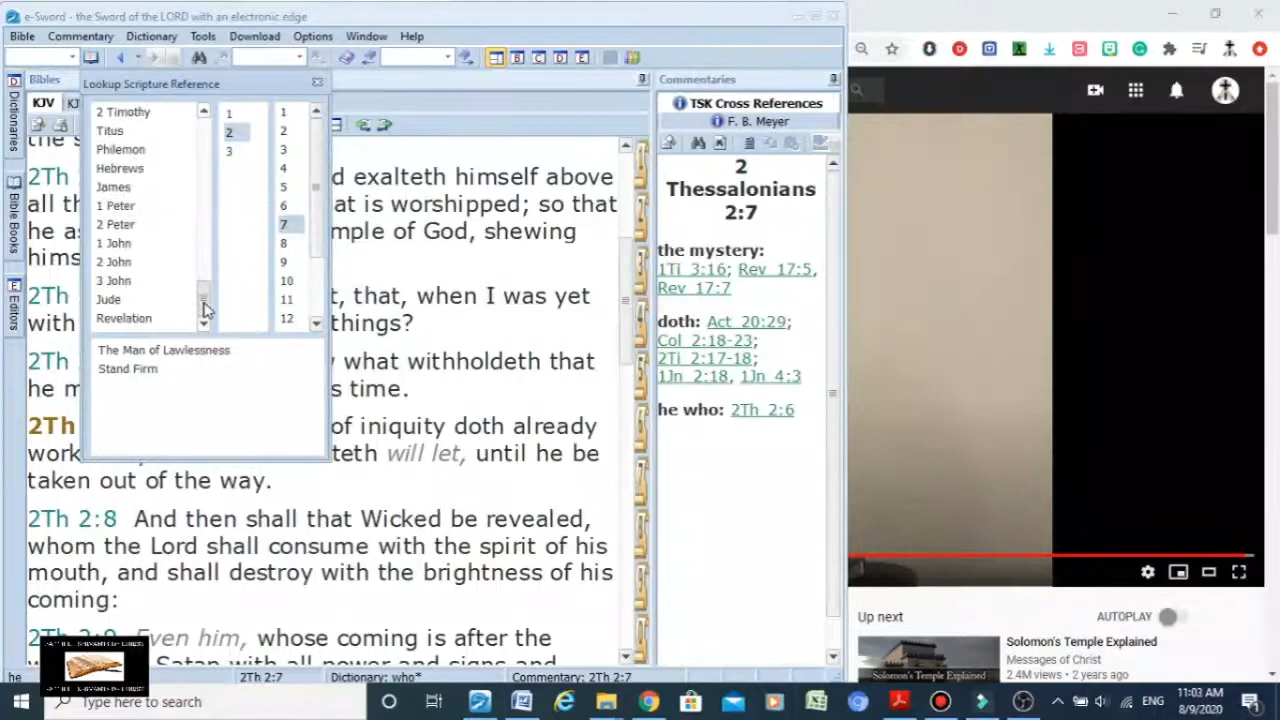 e-Sword - the Sword of the LORD with an electronic edge
Bible Commentary Dictionary Tools Download Options Window Help
B C D E
Bibles
Commentaries
Lookup Scripture Reference
KJV
TSK Cross References
F. B. Meyer
Dictionaries
Bible Books
Editors
2 Timothy
Titus
Philemon
Hebrews
James
1 Peter
2 Peter
1 John
2 John
3 John
Jude
Revelation
1
2
3
1
2
3
4
5
6
7
8
9
10
11
12
The Man of Lawlessness
Stand Firm
2Th d exalteth himself above
all th at is worshipped; so that
he as mple of God, shewing
hims
2Th t, that, when I was yet
with things?
2Th what withholdeth that
he m s time.
2Th of iniquity doth already
work teth will let, until he be
taken out of the way.
2Th 2:8 And then shall that Wicked be revealed,
whom the Lord shall consume with the spirit of his
mouth, and shall destroy with the brightness of his
coming:
Even him, whose coming is after the
Satan with all power and signs and
2
Thessalonians
2:7
the mystery:
1Ti 3:16; Rev 17:5,
Rev 17:7
doth: Act 20:29;
Col 2:18-23;
2Ti 2:17-18;
1Jn 2:18, 1Jn 4:3
he who: 2Th 2:6
he 2Th 2:7 Dictionary: who* Commentary: 2Th 2:7
Up next
AUTOPLAY
Solomon's Temple Explained
Solomon's Temple Explained
Messages of Christ
2.4M views • 2 years ago
Type here to search
ENG
11:03 AM
8/9/2020